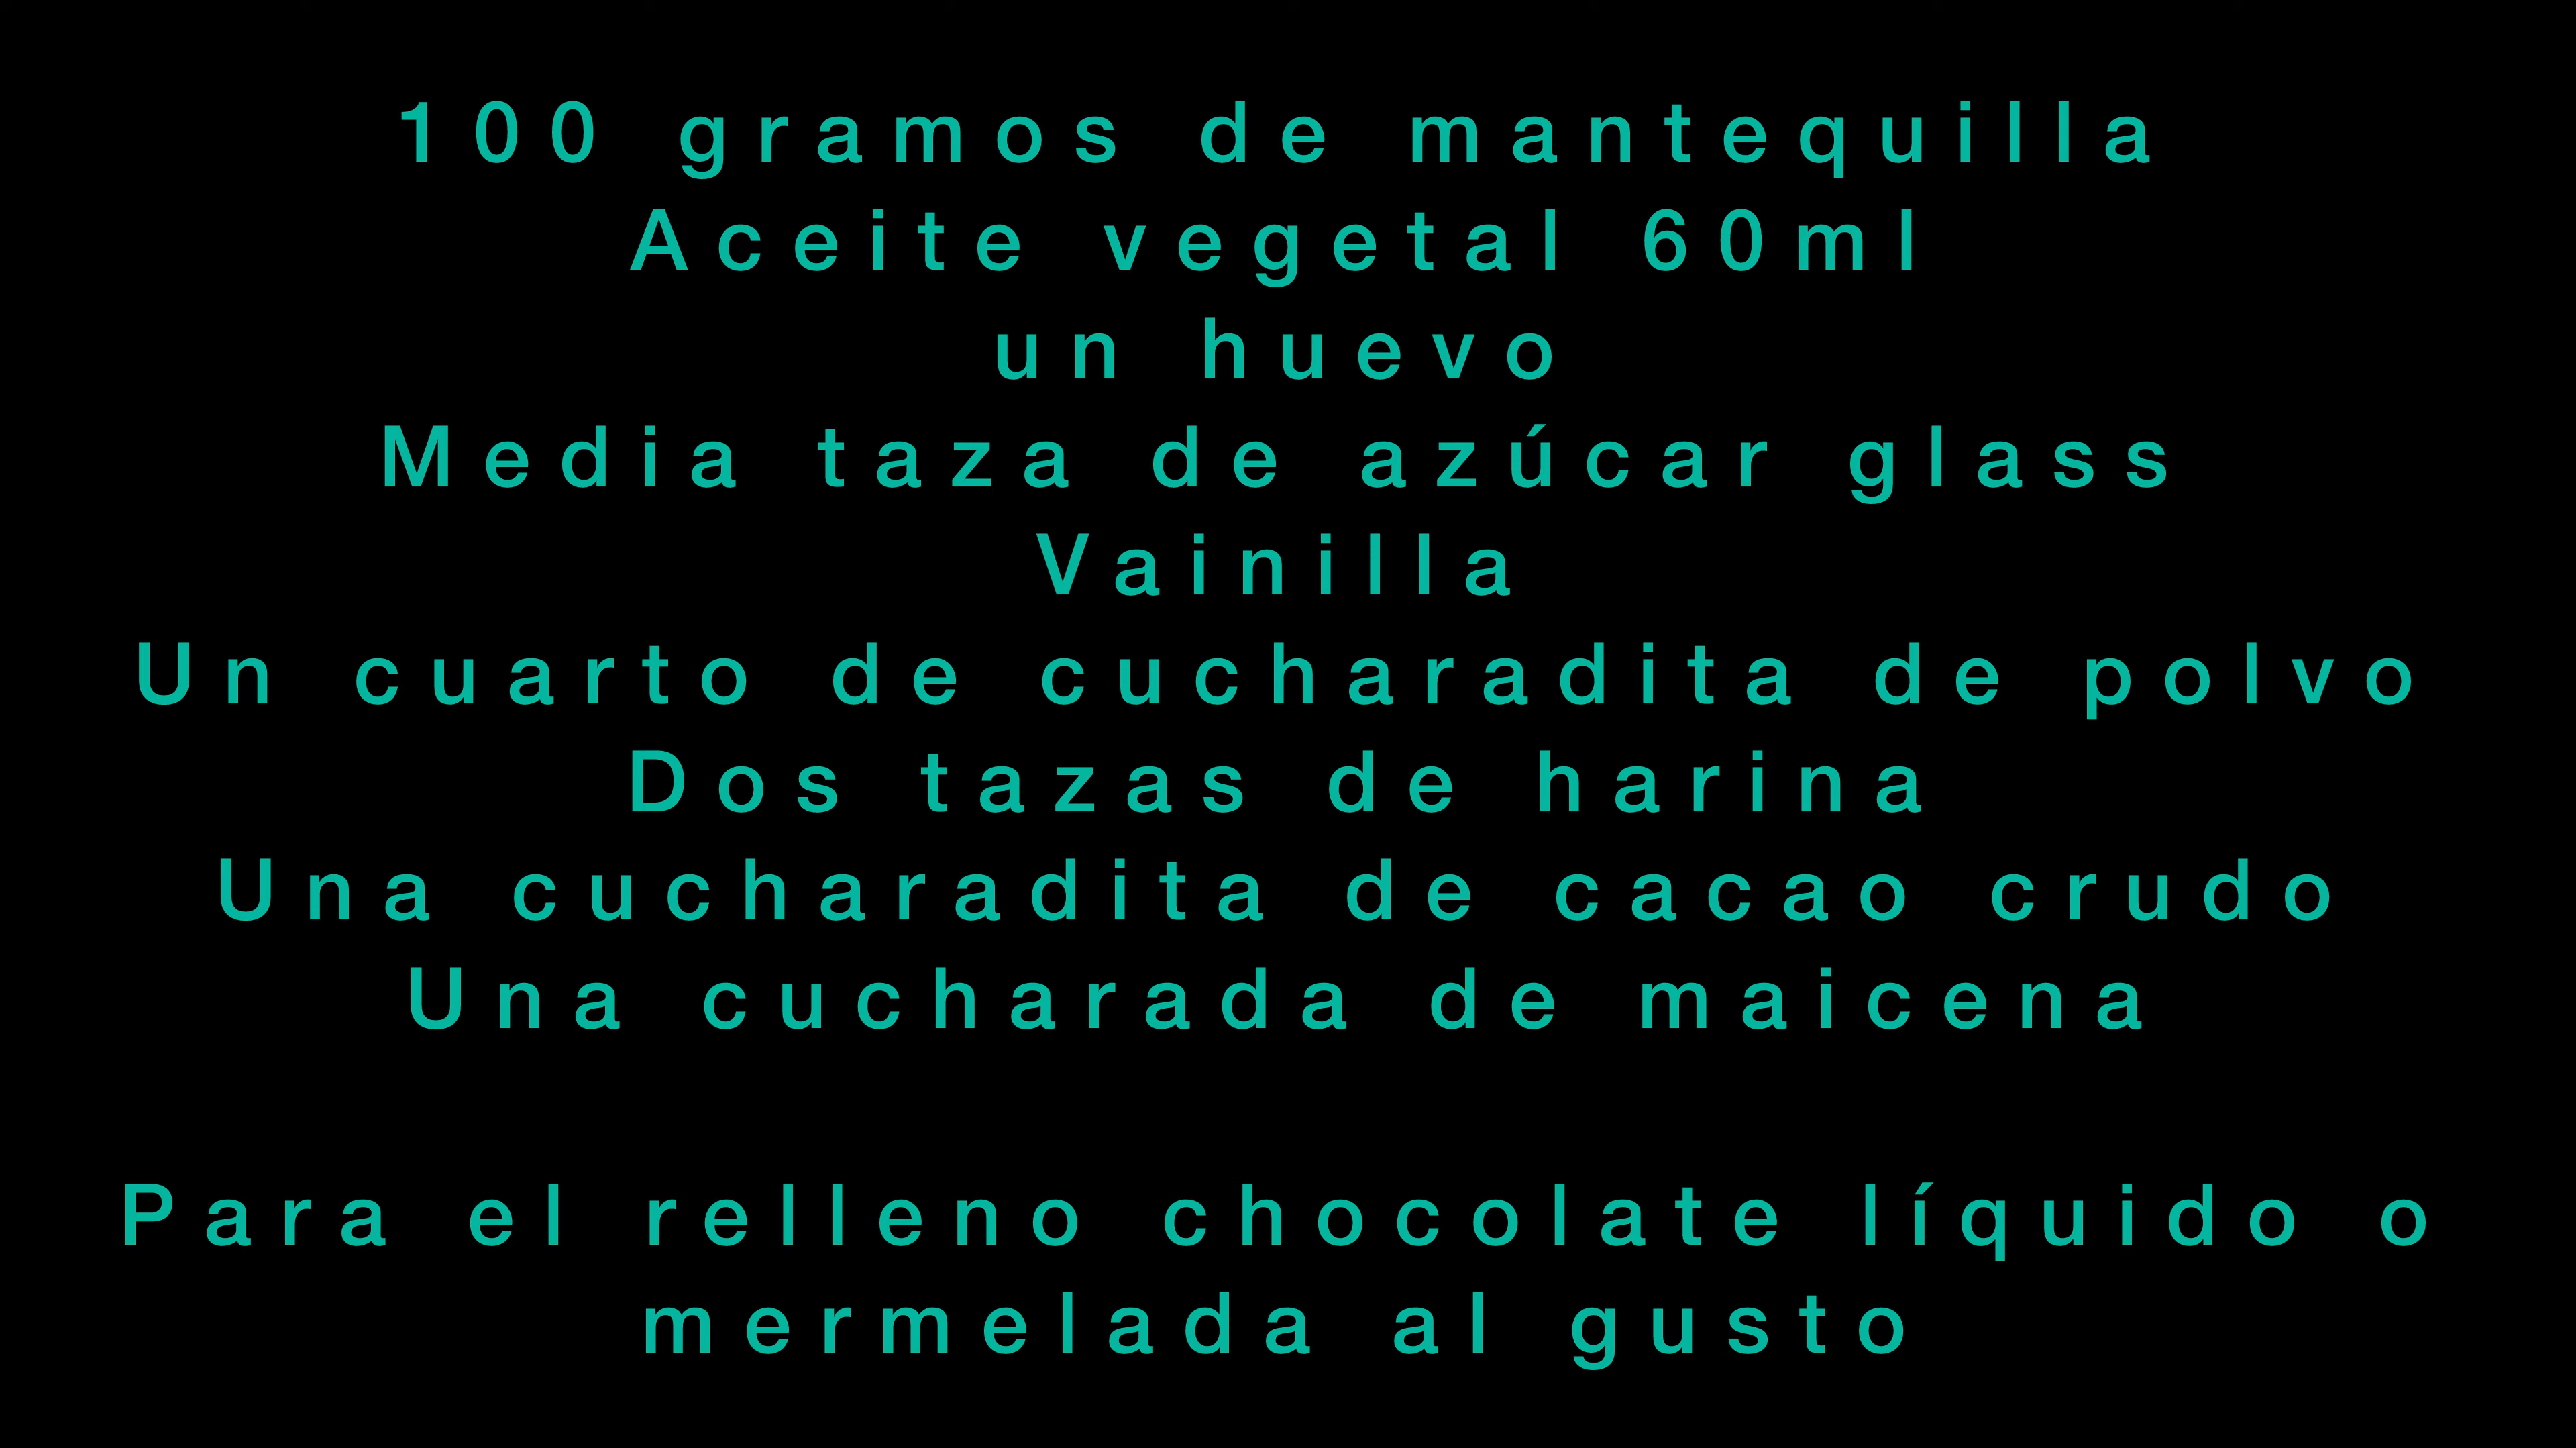 100 gramos de mantequilla
Aceite vegetal 60ml
un huevo
Media taza de azúcar glass
Vainilla
Un cuarto de cucharadita de polvo
Dos tazas de harina
Una cucharadita de cacao crudo
Una cucharada de maicena
Para el relleno chocolate líquido o
mermelada al gusto